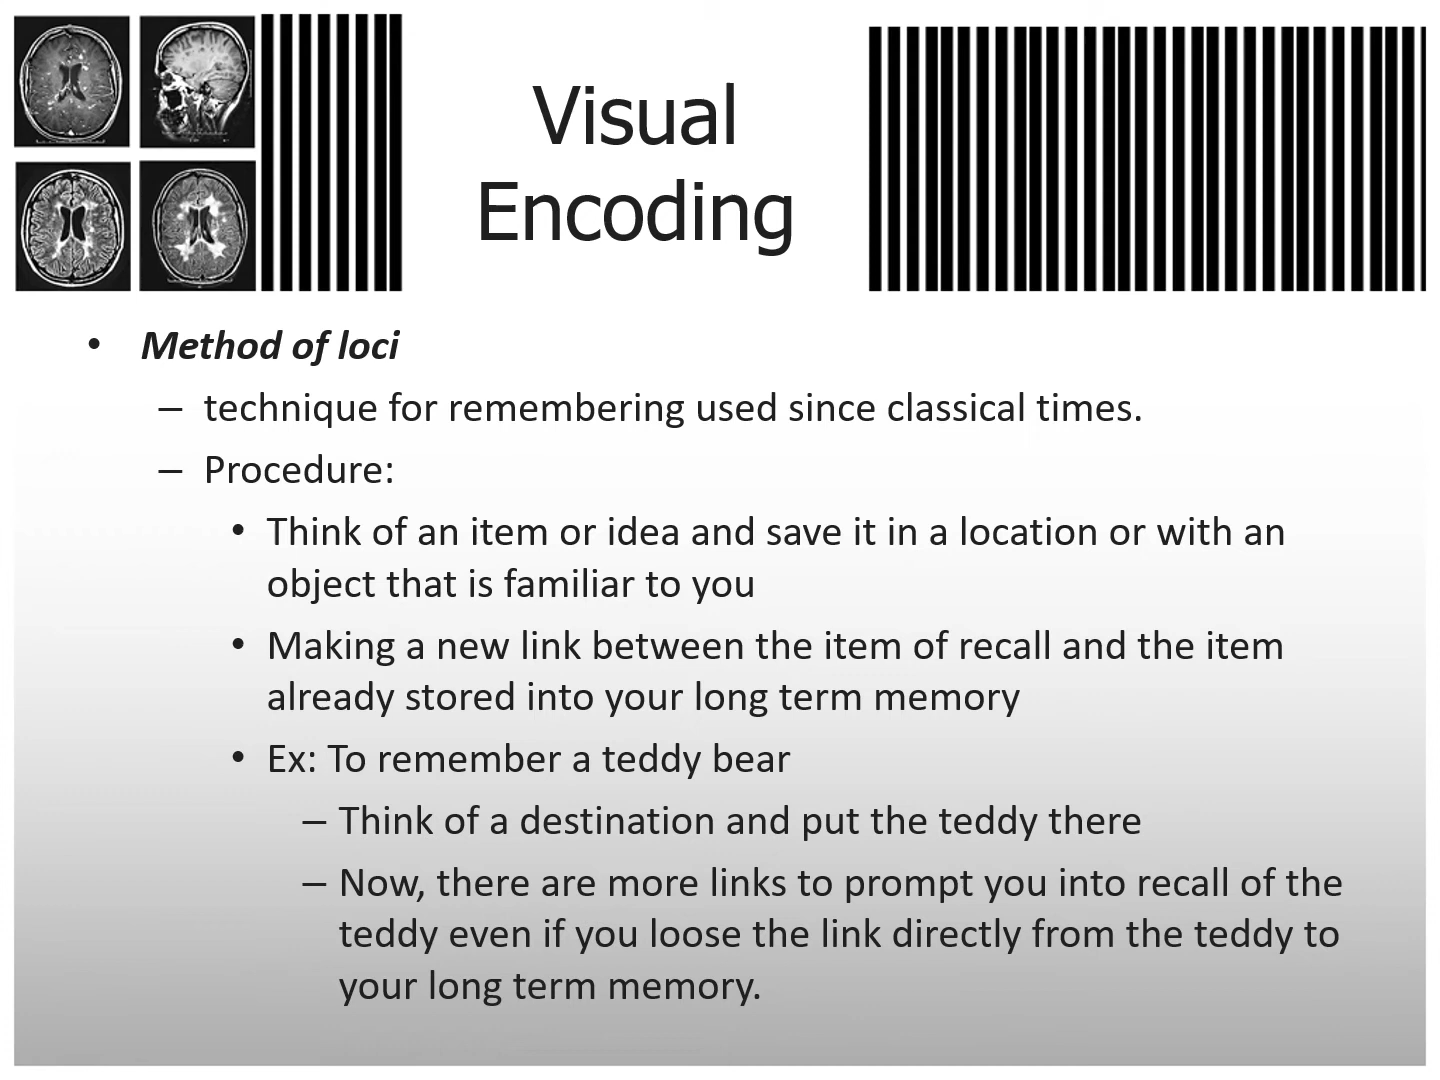 Visual
Encoding
• Method of loci
– technique for remembering used since classical times.
– Procedure:
• Think of an item or idea and save it in a location or with an
object that is familiar to you
• Making a new link between the item of recall and the item
already stored into your long term memory
• Ex: To remember a teddy bear
– Think of a destination and put the teddy there
– Now, there are more links to prompt you into recall of the
teddy even if you loose the link directly from the teddy to
your long term memory.